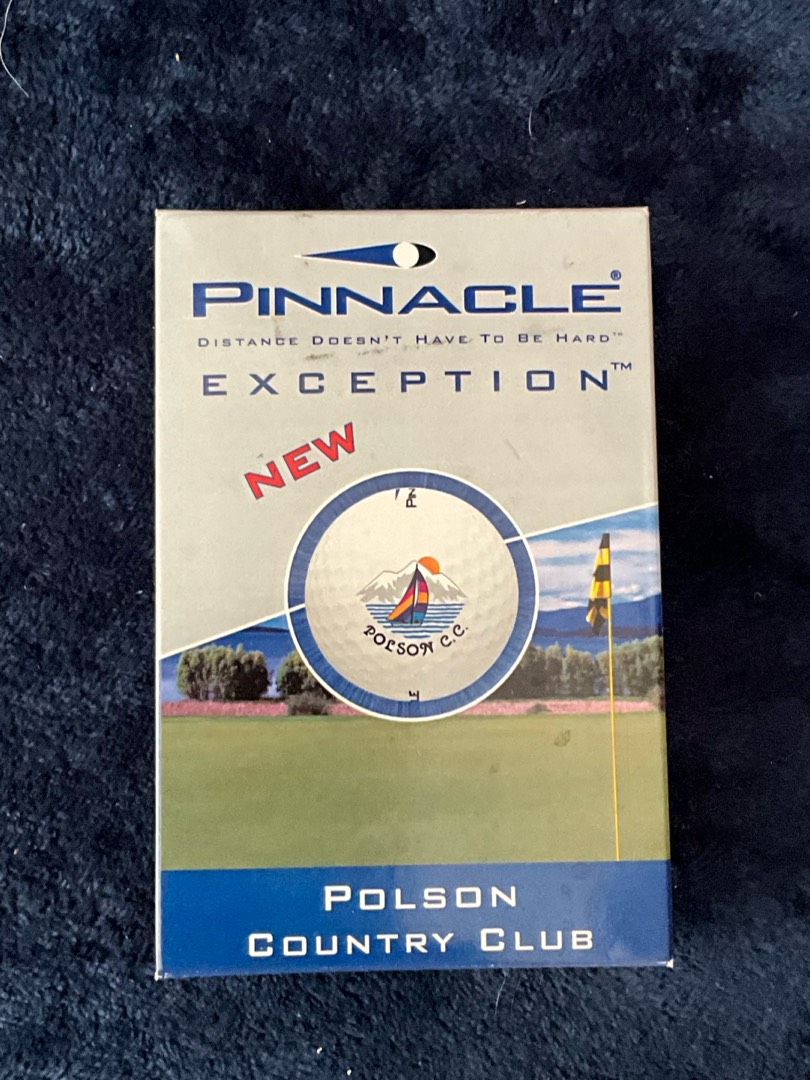 PINNACLE®
DISTANCE DOESN'T HAVE TO BE HARD™
EXCEPTION™
NEW
POLSON C.C.
POLSON
COUNTRY CLUB